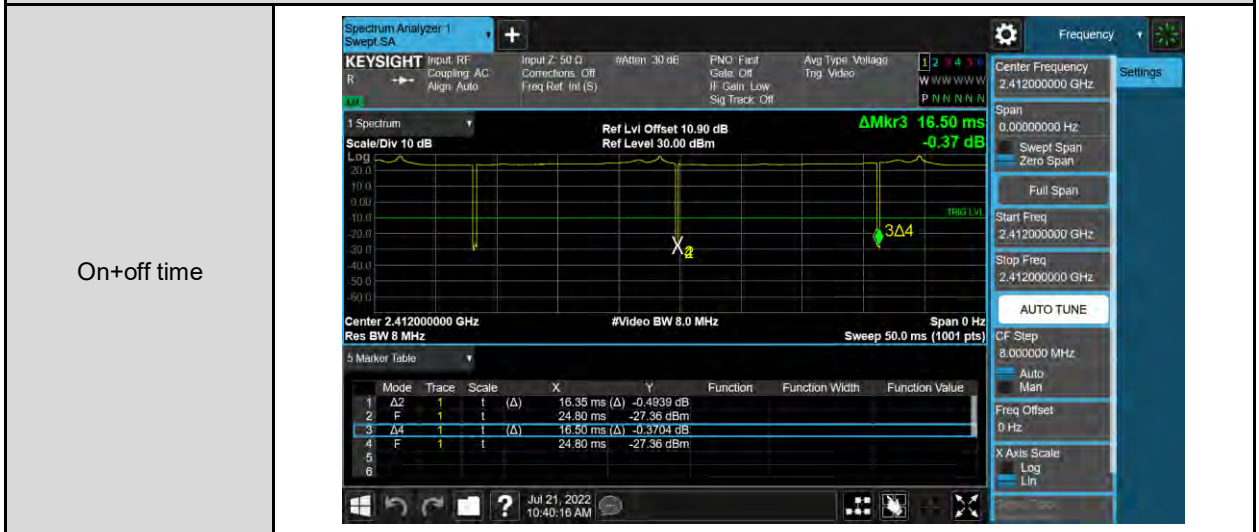 On+off time
Spectrum Analyzer 1
Swept SA
+
Frequency
KEYSIGHT
R
Input: RF
Coupling: AC
Align: Auto
Input Z: 50 Ω
Corrections: Off
Freq Ref: Int (S)
#Atten: 30 dB
PNO: Fast
Gate: Off
IF Gain: Low
Sig Track: Off
Avg Type: Voltage
Trig: Video
1 2 3 4 5 6
W W W W W W
P N N N N N
Center Frequency
2.412000000 GHz
Settings
Span
0.00000000 Hz
Swept Span
Zero Span
Full Span
Start Freq
2.412000000 GHz
Stop Freq
2.412000000 GHz
AUTO TUNE
CF Step
8.000000 MHz
Auto
Man
Freq Offset
0 Hz
X Axis Scale
Log
Lin
1 Spectrum
Scale/Div 10 dB
Ref Lvl Offset 10.90 dB
Ref Level 30.00 dBm
ΔMkr3 16.50 ms
-0.37 dB
Log
20.0
10.0
0.00
-10.0
-20.0
-30.0
-40.0
-50.0
-60.0
TRIG LVL
3Δ4
X
Center 2.412000000 GHz
#Video BW 8.0 MHz
Span 0 Hz
Res BW 8 MHz
Sweep 50.0 ms (1001 pts)
5 Marker Table
Mode Trace Scale X Y Function Function Width Function Value
1 Δ2 1 t (Δ) 16.35 ms (Δ) -0.4939 dB
2 F 1 t 24.80 ms -27.36 dBm
3 Δ4 1 t (Δ) 16.50 ms (Δ) -0.3704 dB
4 F 1 t 24.80 ms -27.36 dBm
5
6
?
Jul 21, 2022
10:40:16 AM